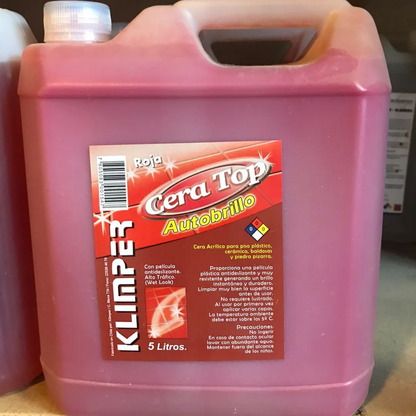 Roja
Cera Top
Autobrillo
KLIMPER
Cera Acrílica para piso plástico,
cerámico, baldosas
y piedra pizarra.
Con película
antideslizante.
Alto Tráfico.
(Wet Look)
5 Litros.
Proporciona una película
plástica antideslizante y muy
resistente generando un brillo
instantáneo y duradero.
Limpiar muy bien la superficie
antes de usar.
No requiere lustrado.
Al usar por primera vez
aplicar varias capas.
La temperatura ambiente
debe estar sobre los 5º C.
Precauciones:
No ingerir
En caso de contacto ocular
lavar con abundante agua.
Mantener fuera del alcance
de los niños.